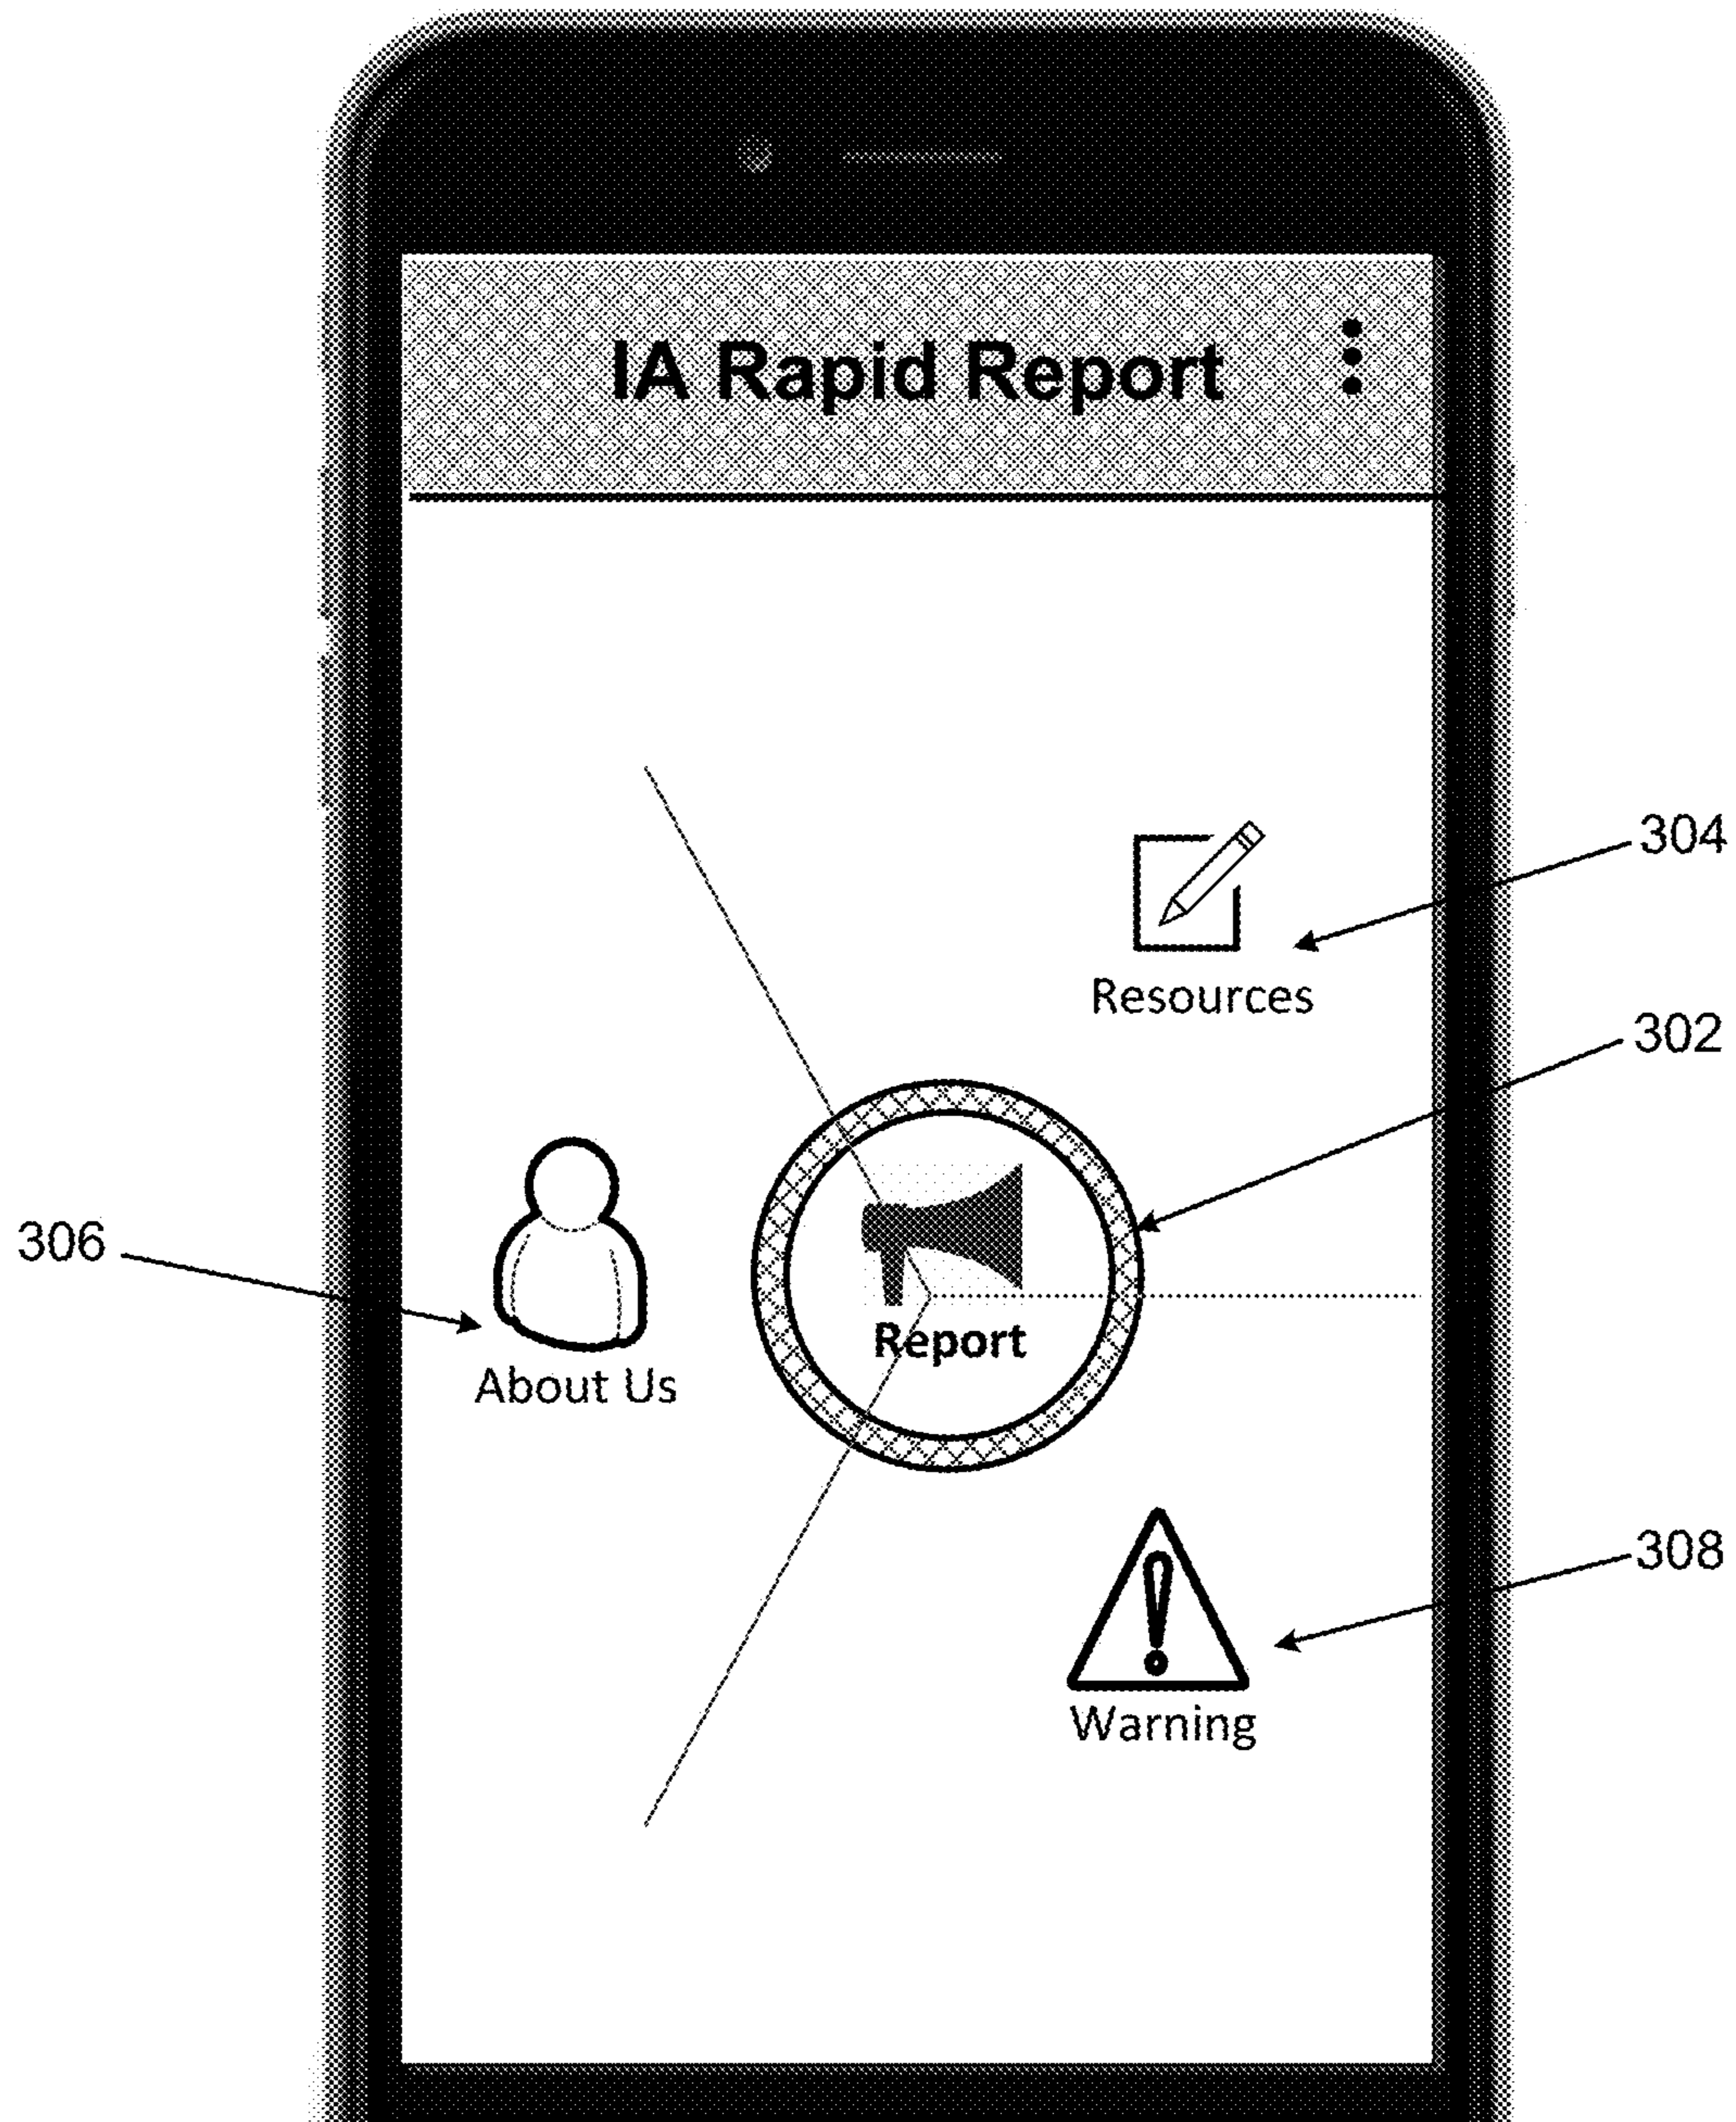 IA Rapid Report
304
Resources
302
306
Report
About Us
308
Warning